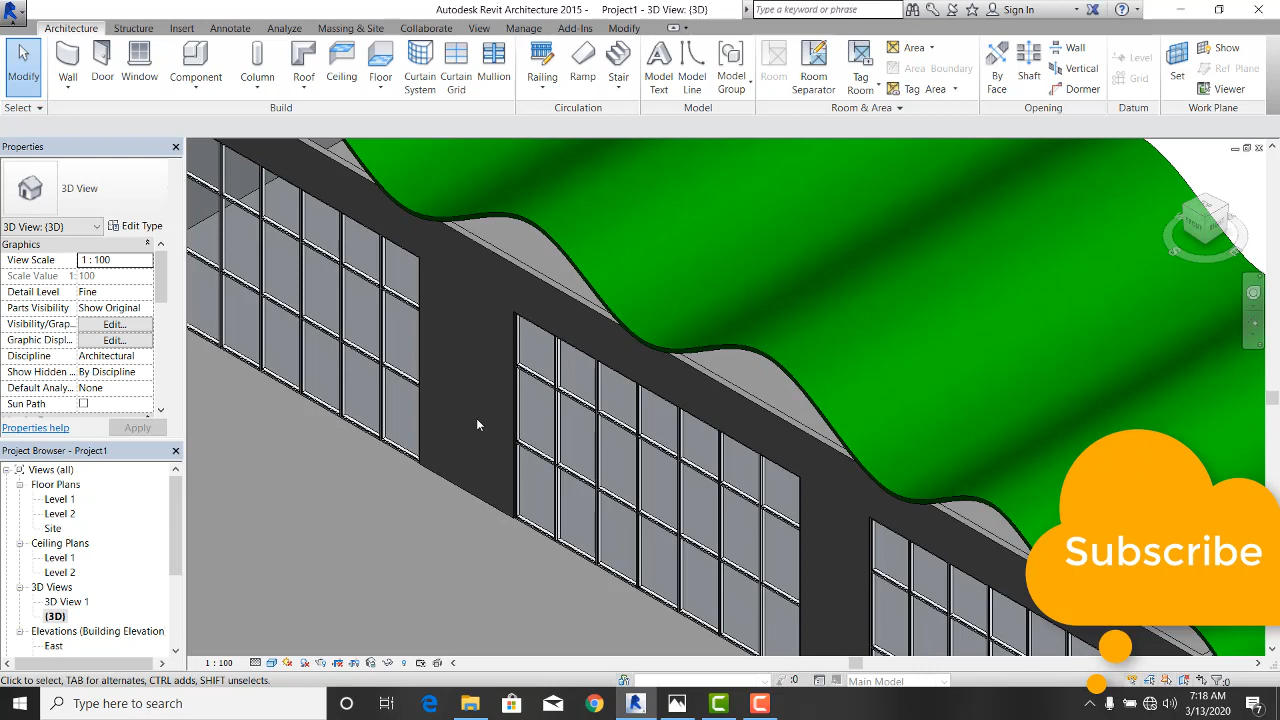 Autodesk Revit Architecture 2015 - Project1 - 3D View: {3D}
Type a keyword or phrase
Sign In
Architecture Structure Insert Annotate Analyze Massing & Site Collaborate View Manage Add-Ins Modify
Modify Wall Door Window Component Column Roof Ceiling Floor Curtain System Curtain Grid Mullion Railing Ramp Stair Model Text Model Line Model Group Room Room Separator Tag Room Area Area Boundary Tag Area By Face Shaft Wall Vertical Dormer Level Grid Set Show Ref Plane Viewer
Select Build Circulation Model Room & Area Opening Datum Work Plane
Properties
3D View
3D View: {3D} Edit Type
Graphics
View Scale 1 : 100
Scale Value 1: 100
Detail Level Fine
Parts Visibility Show Original
Visibility/Grap... Edit...
Graphic Displ... Edit...
Discipline Architectural
Show Hidden ... By Discipline
Default Analy... None
Sun Path
Properties help Apply
Project Browser - Project1
Views (all)
Floor Plans
Level 1
Level 2
Site
Ceiling Plans
Level 1
Level 2
3D Views
3D View 1
{3D}
Elevations (Building Elevation
East
Subscribe
1 : 100
Click to select, TAB for alternates, CTRL adds, SHIFT unselects.
:0
Main Model
:0
Type here to search
7:18 AM
3/13/2020